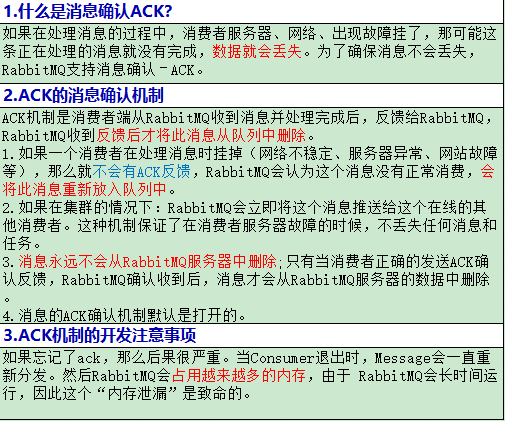 1.什么是消息确认ACK?
如果在处理消息的过程中，消费者服务器、网络、出现故障挂了，那可能这
条正在处理的消息就没有完成，数据就会丢失。为了确保消息不会丢失，
RabbitMQ支持消息确认－ACK。
2.ACK的消息确认机制
ACK机制是消费者端从RabbitMQ收到消息并处理完成后，反馈给RabbitMQ，
RabbitMQ收到反馈后才将此消息从队列中删除。
1.如果一个消费者在处理消息时挂掉（网络不稳定、服务器异常、网站故障
等），那么就不会有ACK反馈，RabbitMQ会认为这个消息没有正常消费，会
将此消息重新放入队列中。
2.如果在集群的情况下：RabbitMQ会立即将这个消息推送给这个在线的其
他消费者。这种机制保证了在消费者服务器故障的时候，不丢失任何消息和
任务。
3.消息永远不会从RabbitMQ服务器中删除;只有当消费者正确的发送ACK确
认反馈，RabbitMQ确认收到后，消息才会从RabbitMQ服务器的数据中删除
。
4.消息的ACK确认机制默认是打开的。
3.ACK机制的开发注意事项
如果忘记了ack，那么后果很严重。当Consumer退出时，Message会一直重
新分发。然后RabbitMQ会占用越来越多的内存，由于 RabbitMQ会长时间运
行，因此这个“内存泄漏”是致命的。